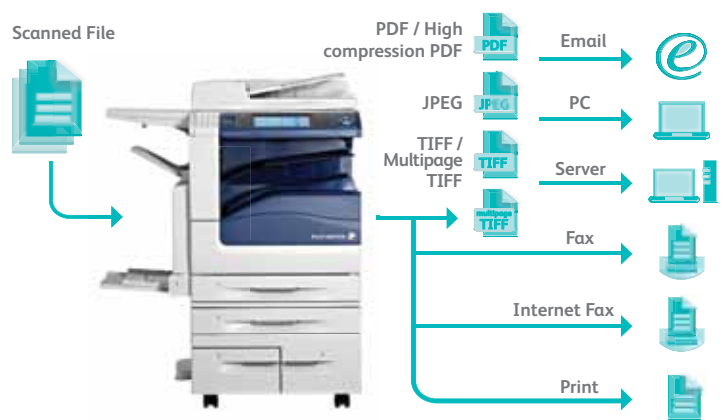 Scanned File
PDF / High
compression PDF
PDF
Email
JPEG
JPEG
PC
TIFF /
Multipage
TIFF
TIFF
Server
multipage
TIFF
Fax
Internet Fax
Print